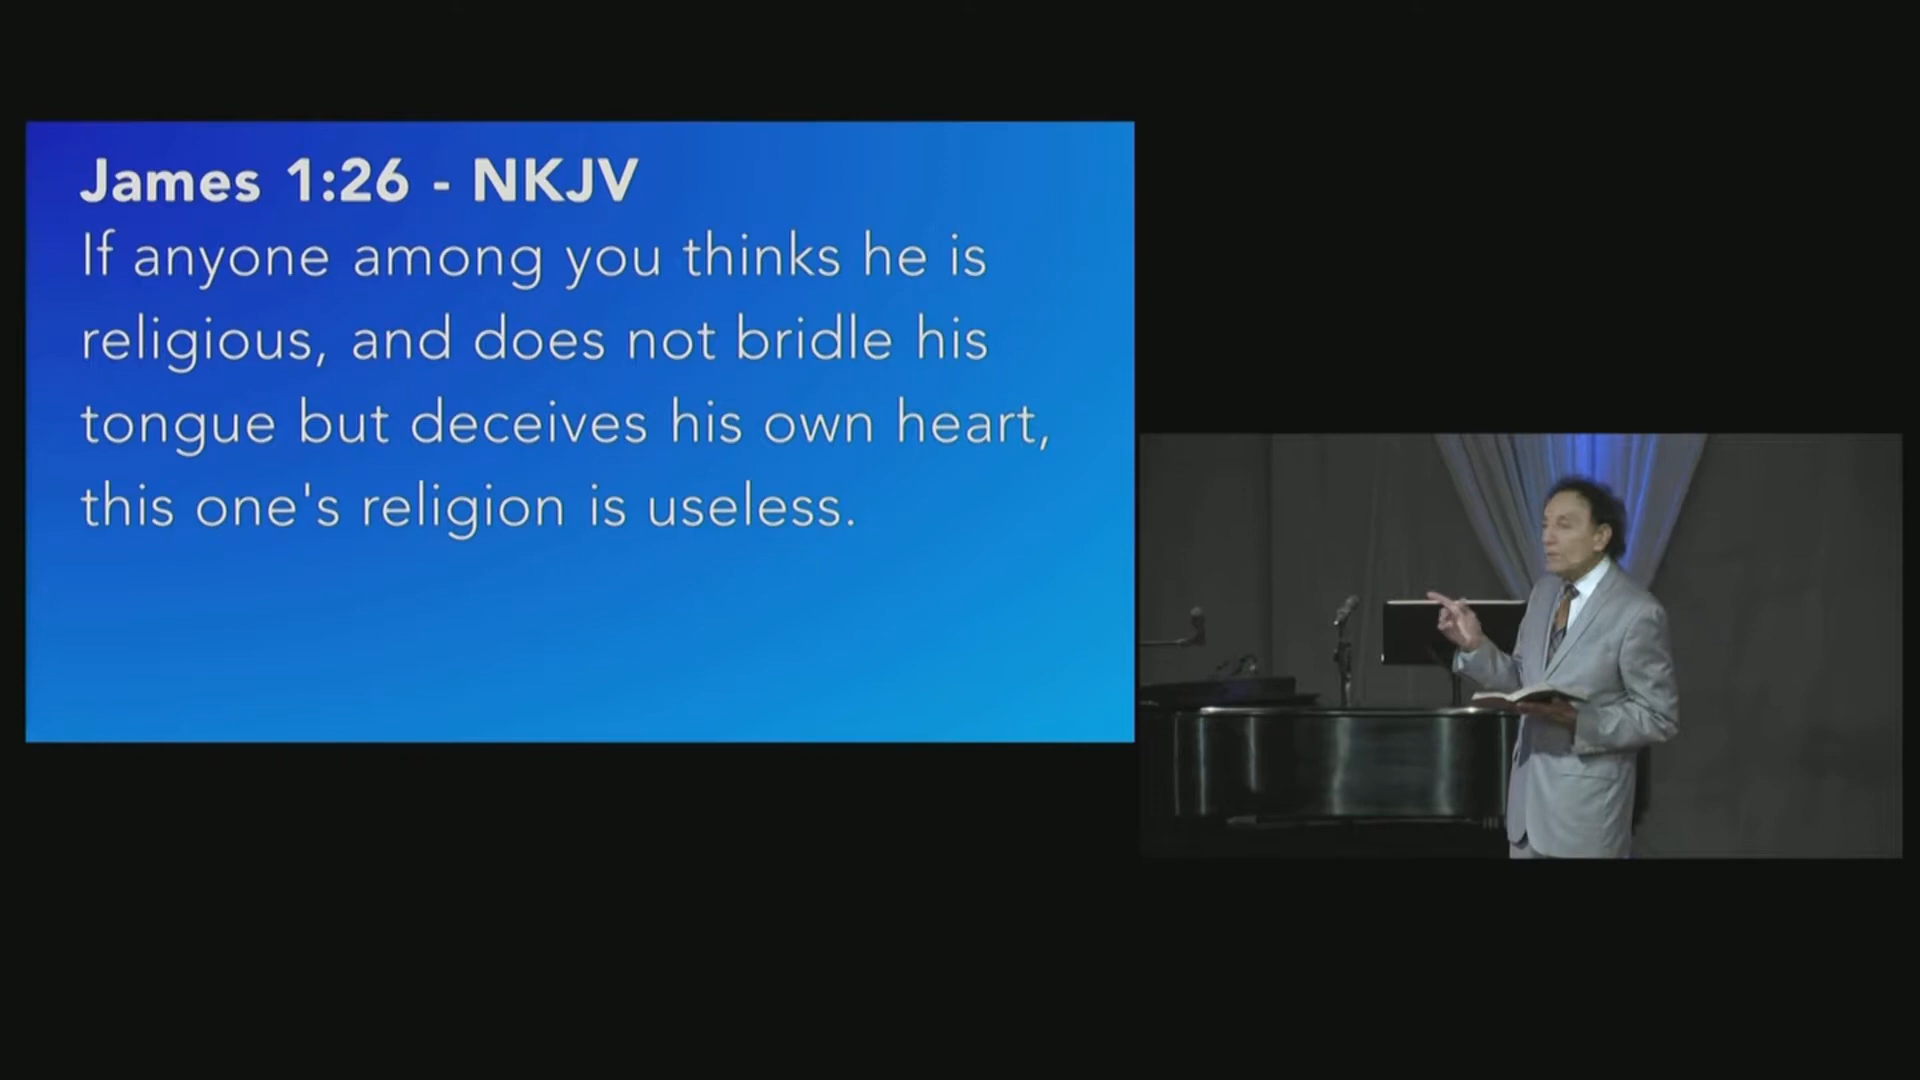 James 1:26 - NKJV
If anyone among you thinks he is
religious, and does not bridle his
tongue but deceives his own heart,
this one's religion is useless.